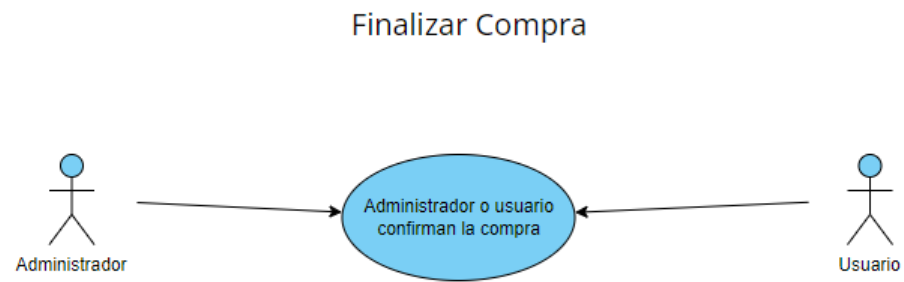 Finalizar Compra
Administrador o usuario
confirman la compra
Administrador
Usuario